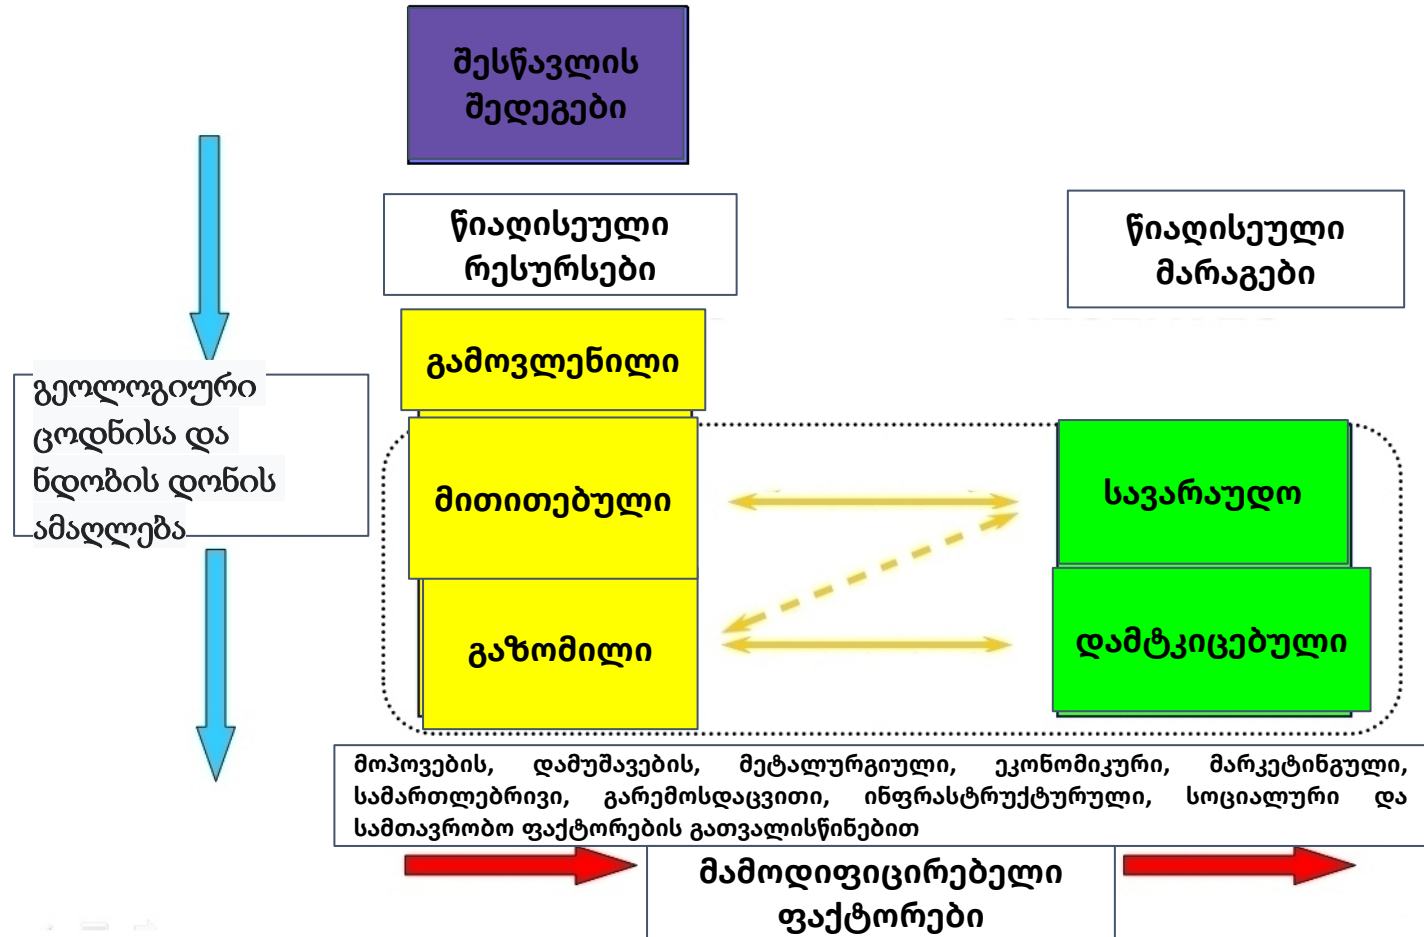 შესწავლის
შედეგები
წიაღისეული
რესურსები
წიაღისეული
მარაგები
გამოვლენილი
გეოლოგიური
ცოდნისა და
ნდობის დონის
ამაღლება
მითითებული
სავარაუდო
გაზომილი
დამტკიცებული
მოპოვების, დამუშავების, მეტალურგიული, ეკონომიკური, მარკეტინგული,
სამართლებრივი, გარემოსდაცვითი, ინფრასტრუქტურული, სოციალური და
სამთავრობო ფაქტორების გათვალისწინებით
მამოდიფიცირებელი
ფაქტორები